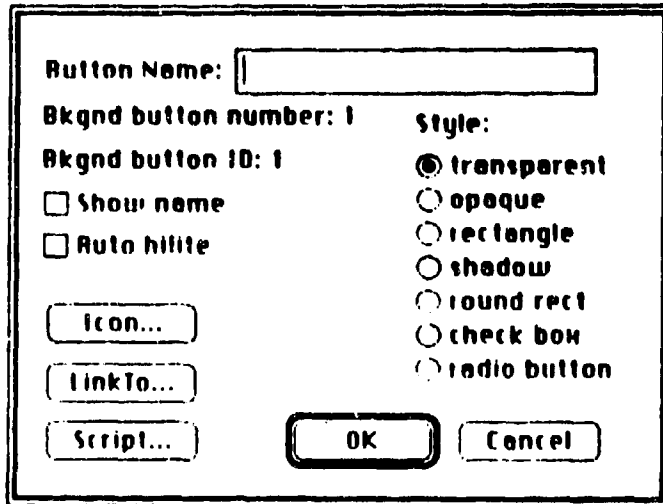 Button Name:
Bkgnd button number: 1
Bkgnd button ID: 1
Show name
Auto hilite
Icon...
LinkTo...
Script...
Style:
transparent
opaque
rectangle
shadow
round rect
check box
radio button
OK
Cancel